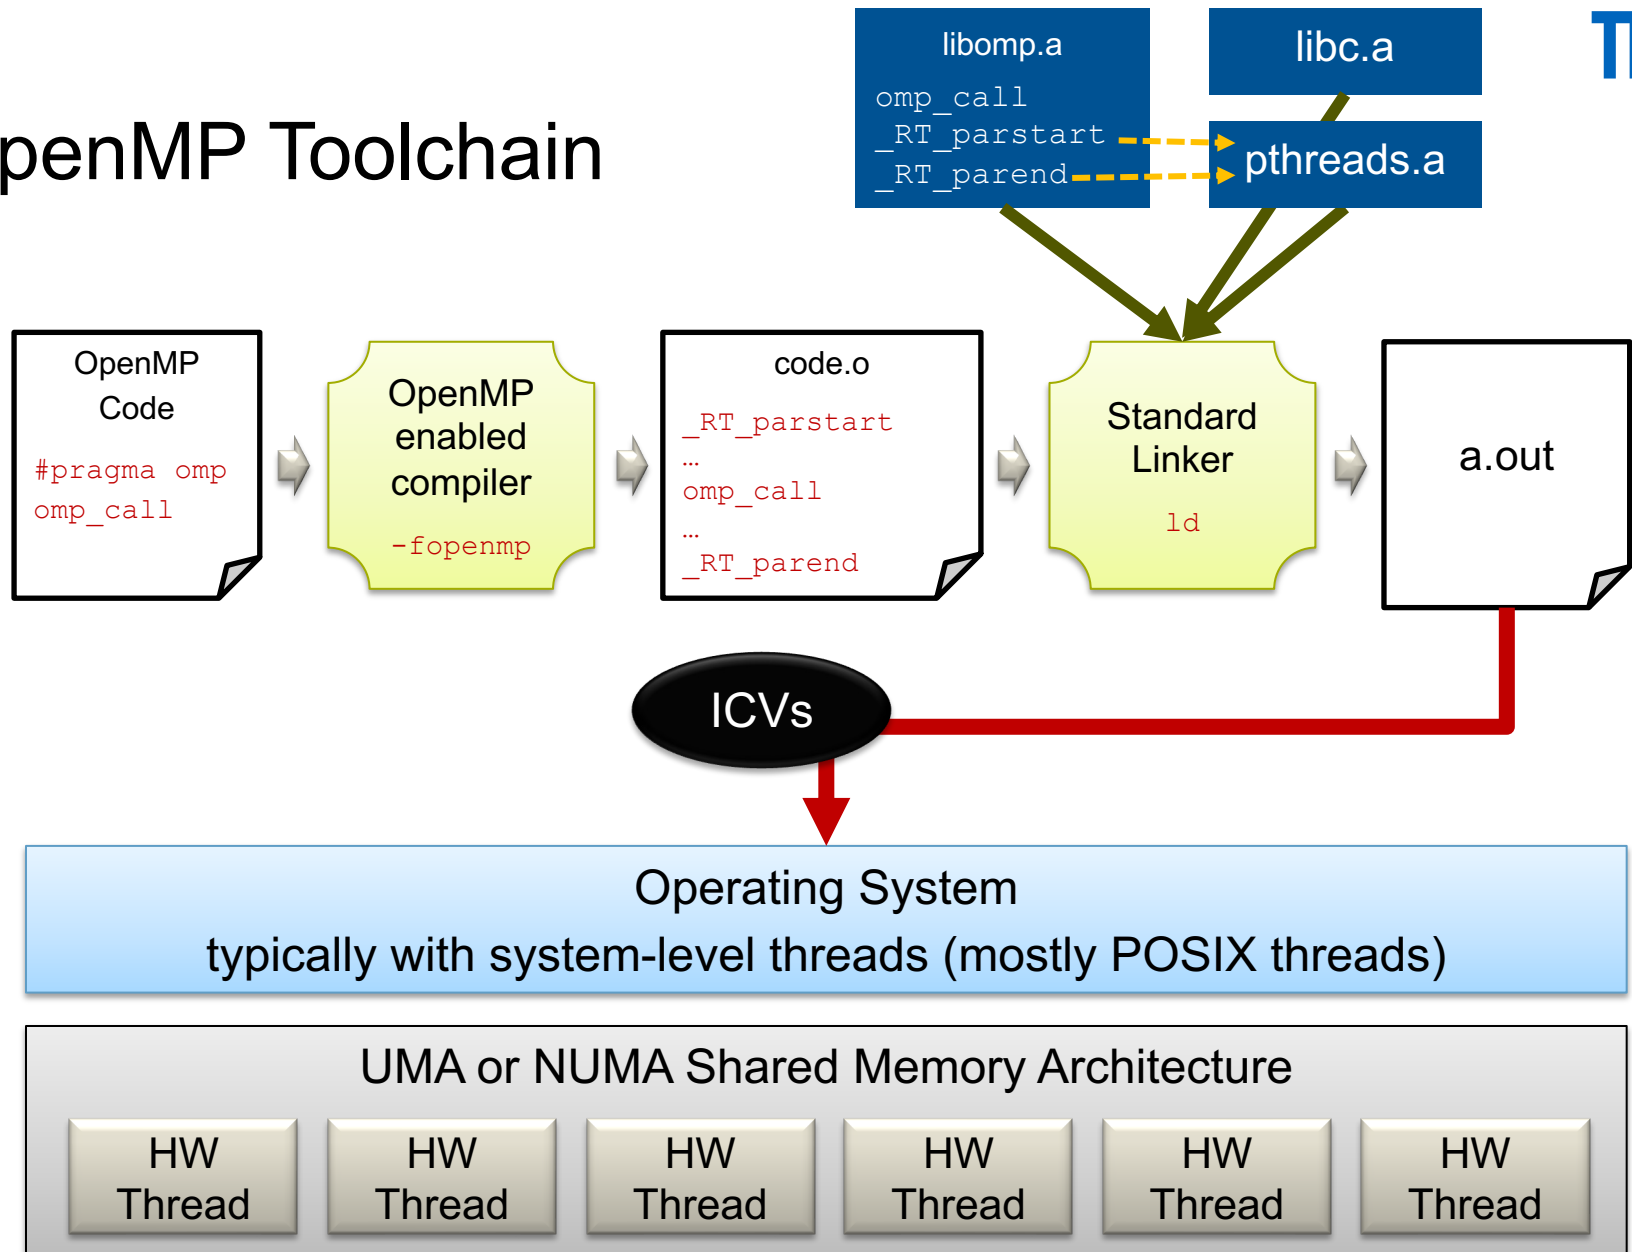 penMP Toolchain
libomp.a
omp_call
_RT_parstart
_RT_parend
libc.a
pthreads.a
OpenMP
Code
#pragma omp
omp_call
OpenMP
enabled
compiler
-fopenmp
code.o
_RT_parstart
…
omp_call
…
_RT_parend
Standard
Linker
ld
a.out
ICVs
Operating System
typically with system-level threads (mostly POSIX threads)
UMA or NUMA Shared Memory Architecture
HW
Thread
HW
Thread
HW
Thread
HW
Thread
HW
Thread
HW
Thread